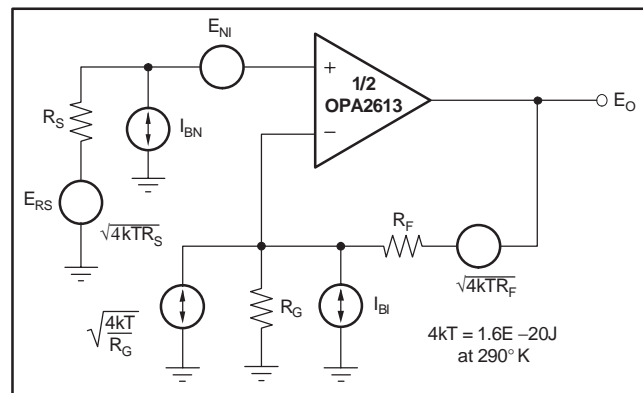 E_NI
+
1/2
OPA2613
−
E_O
R_S
I_BN
E_RS
√4kTR_S
R_F
√4kTR_F
√4kT/R_G
R_G
I_BI
4kT = 1.6E −20J
at 290° K